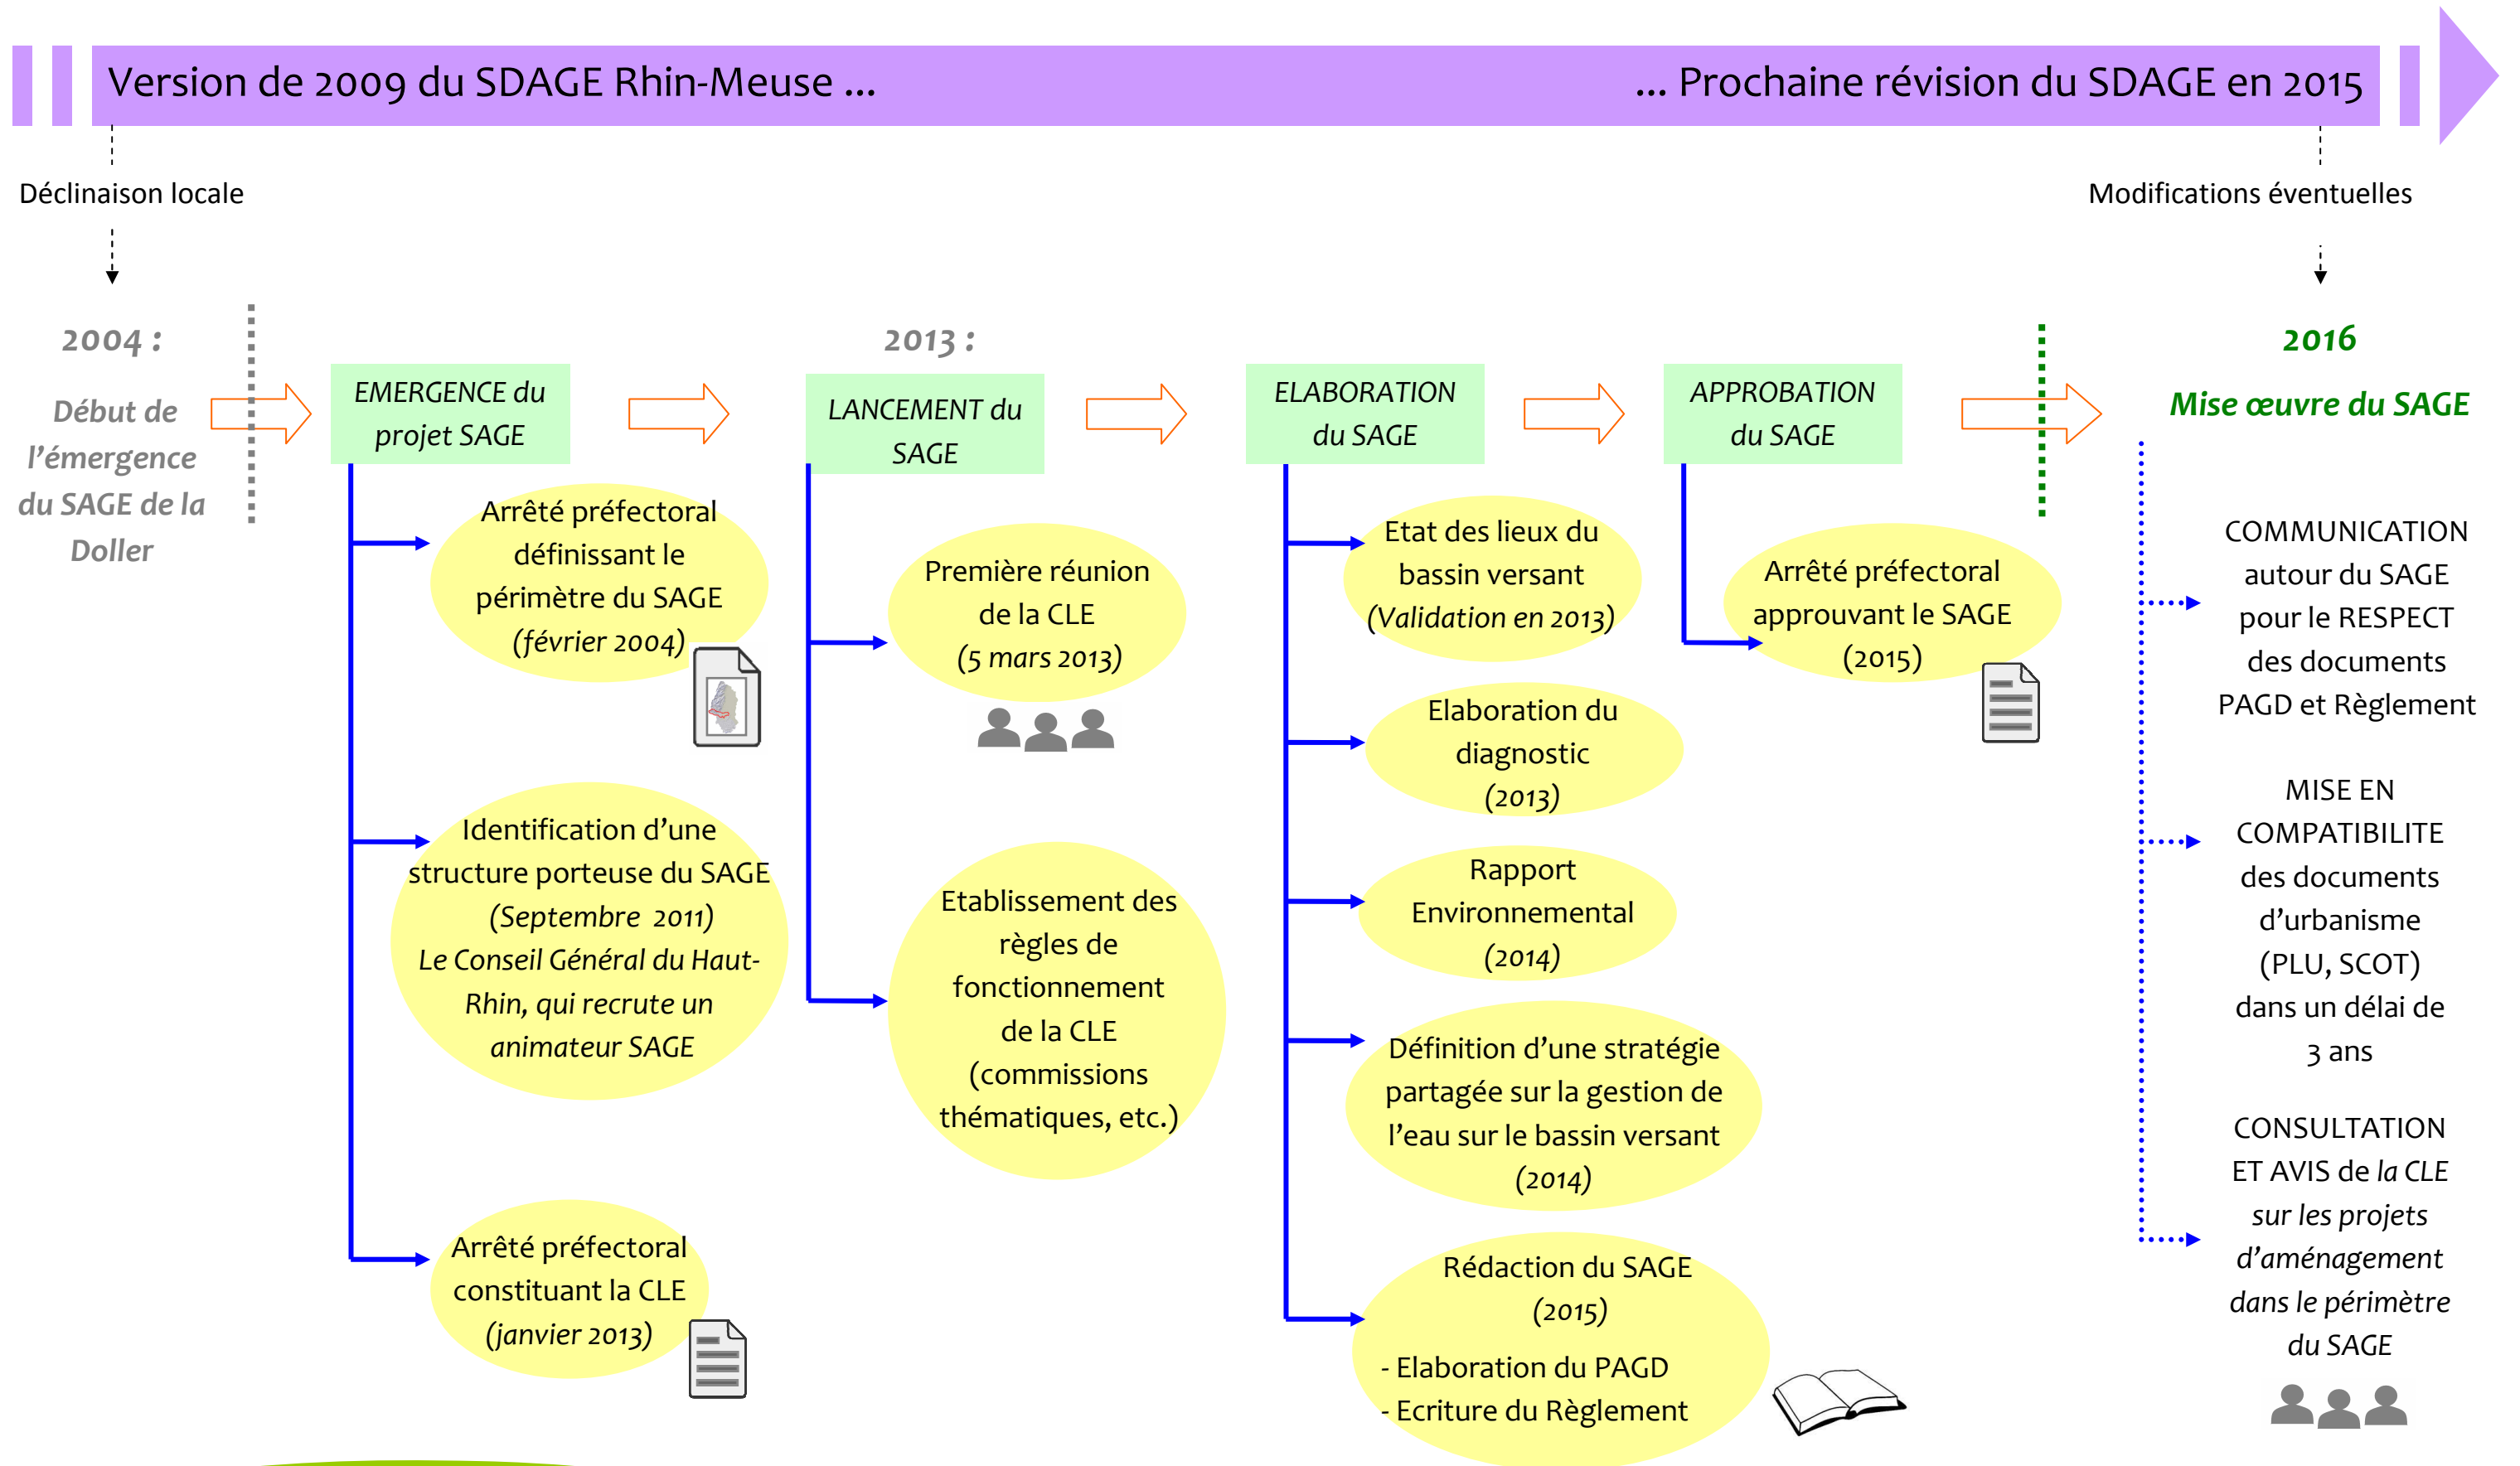 Version de 2009 du SDAGE Rhin-Meuse ...
... Prochaine révision du SDAGE en 2015
Déclinaison locale
Modifications éventuelles
2004 :
Début de
l’émergence
du SAGE de la
Doller
EMERGENCE du
projet SAGE
Arrêté préfectoral
définissant le
périmètre du SAGE
(février 2004)
Identification d’une
structure porteuse du SAGE
(Septembre 2011)
Le Conseil Général du Haut-
Rhin, qui recrute un
animateur SAGE
Arrêté préfectoral
constituant la CLE
(janvier 2013)
2013 :
LANCEMENT du
SAGE
Première réunion
de la CLE
(5 mars 2013)
Etablissement des
règles de
fonctionnement
de la CLE
(commissions
thématiques, etc.)
ELABORATION
du SAGE
Etat des lieux du
bassin versant
(Validation en 2013)
Elaboration du
diagnostic
(2013)
Rapport
Environnemental
(2014)
Définition d’une stratégie
partagée sur la gestion de
l’eau sur le bassin versant
(2014)
Rédaction du SAGE
(2015)
- Elaboration du PAGD
- Ecriture du Règlement
APPROBATION
du SAGE
Arrêté préfectoral
approuvant le SAGE
(2015)
2016
Mise œuvre du SAGE
COMMUNICATION
autour du SAGE
pour le RESPECT
des documents
PAGD et Règlement
MISE EN
COMPATIBILITE
des documents
d’urbanisme
(PLU, SCOT)
dans un délai de
3 ans
CONSULTATION
ET AVIS de la CLE
sur les projets
d’aménagement
dans le périmètre
du SAGE